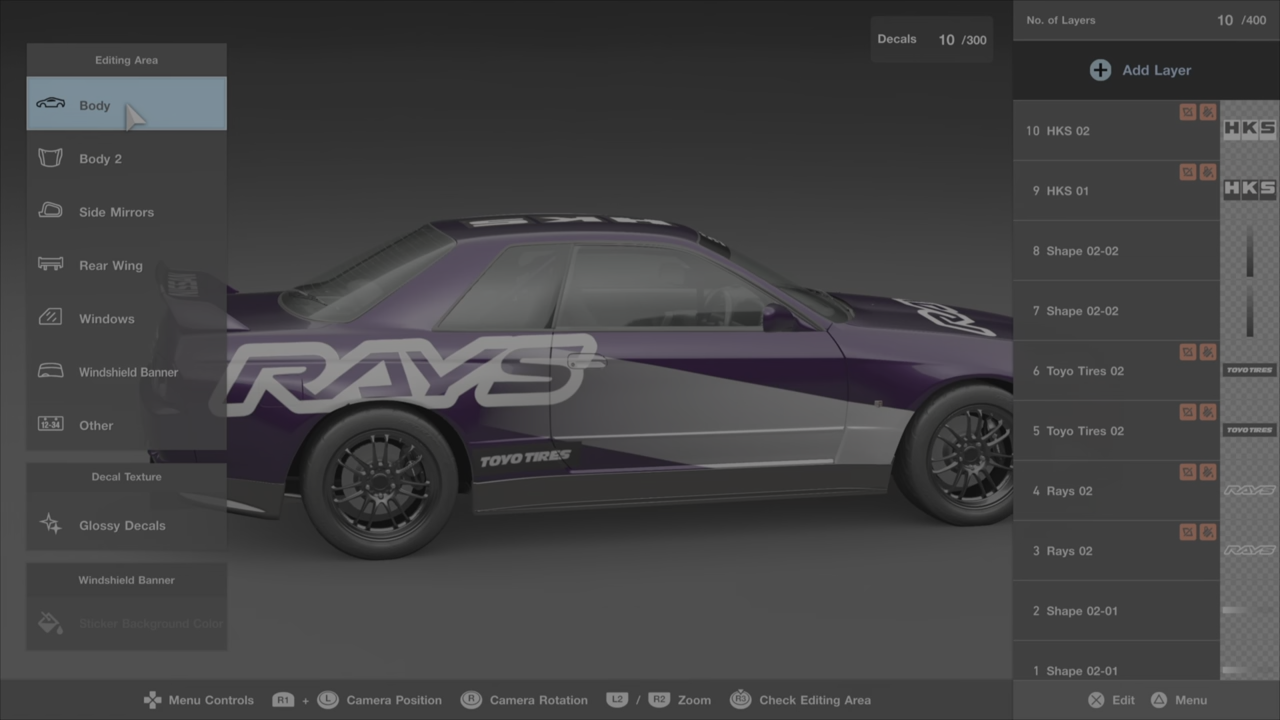 Editing Area
Body
Body 2
Side Mirrors
Rear Wing
Windows
Windshield Banner
12-34
Other
Decal Texture
Glossy Decals
Windshield Banner
Sticker Background Color
Decals 10 /300
HKS
RAYS
TOYO TIRES
No. of Layers 10 /400
Add Layer
10 HKS 02 HKS
9 HKS 01 HKS
8 Shape 02-02
7 Shape 02-02
6 Toyo Tires 02 TOYO TIRES
5 Toyo Tires 02 TOYO TIRES
4 Rays 02 RAYS
3 Rays 02 RAYS
2 Shape 02-01
1 Shape 02-01
Menu Controls R1 + L Camera Position R Camera Rotation L2 / R2 Zoom R3 Check Editing Area
Edit Menu